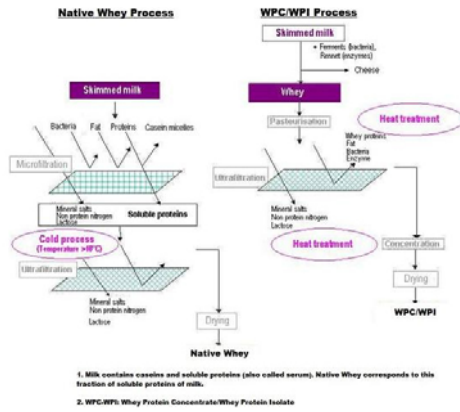 Native Whey Process
Skimmed milk
Bacteria Fat Proteins Casein micelles
Microfiltration
Mineral salts
Non protein nitrogen
Lactose
Soluble proteins
Cold process
Ultrafiltration
Mineral salts
Non protein nitrogen
Lactose
Drying
Native Whey
WPC/WPI Process
Skimmed milk
+ Ferments (bacteria),
Rennet (enzymes)
Cheese
Whey
Pasteurisation
Heat treatment
Whey proteins
Fat
Bacteria
Enzyme
Ultrafiltration
Mineral salts
Non protein nitrogen
Lactose
Heat treatment
Concentration
Drying
WPC/WPI
1. Milk contains caseins and soluble proteins (also called serum). Native Whey corresponds to this
fraction of soluble proteins of milk.
2. WPC-WPI: Whey Protein Concentrate/Whey Protein Isolate